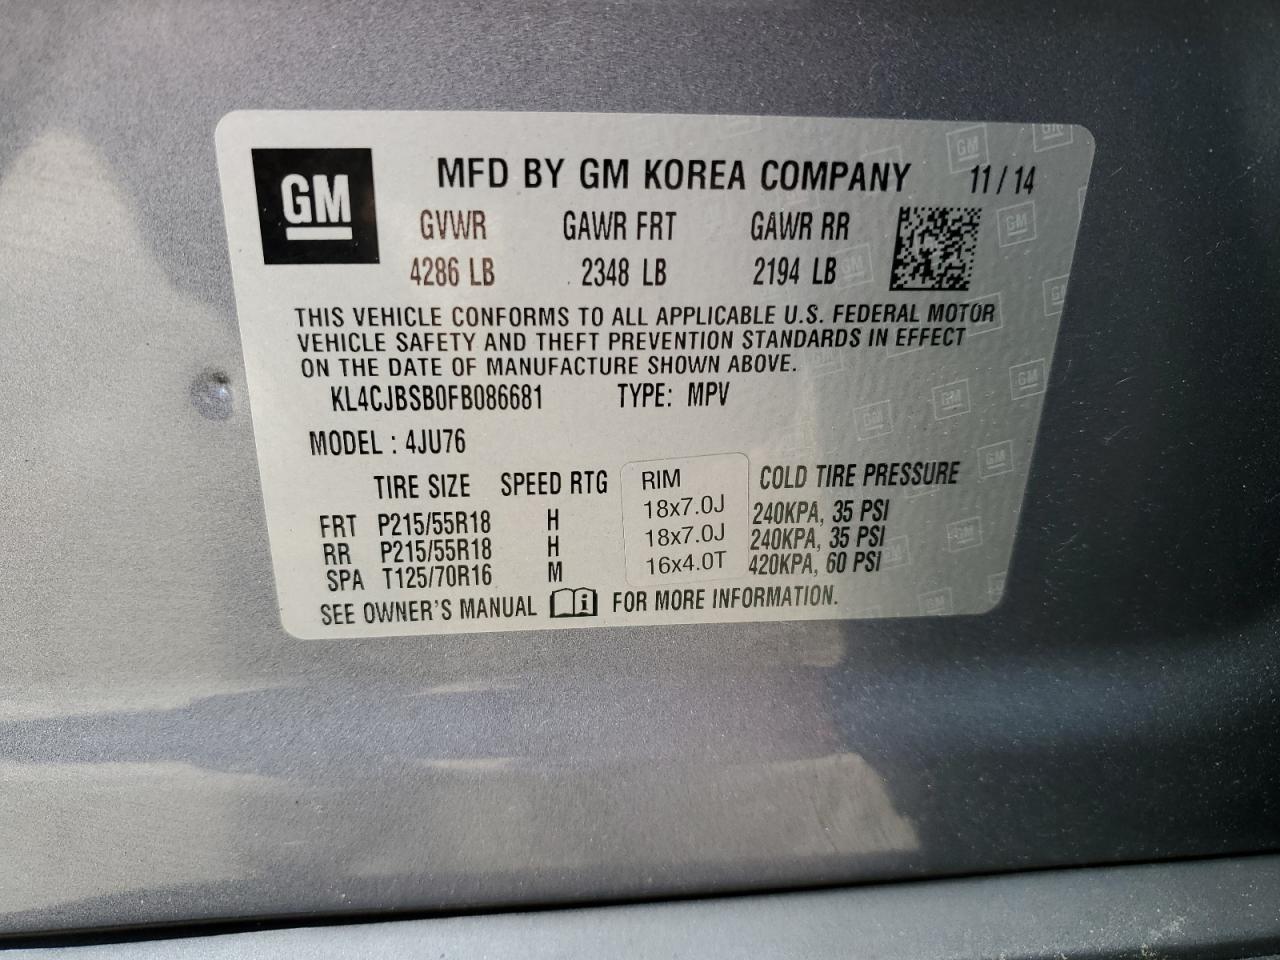 GM MFD BY GM KOREA COMPANY 11 / 14
GVWR GAWR FRT GAWR RR
4286 LB 2348 LB 2194 LB
THIS VEHICLE CONFORMS TO ALL APPLICABLE U.S. FEDERAL MOTOR
VEHICLE SAFETY AND THEFT PREVENTION STANDARDS IN EFFECT
ON THE DATE OF MANUFACTURE SHOWN ABOVE.
KL4CJBSB0FB086681 TYPE: MPV
MODEL : 4JU76
TIRE SIZE SPEED RTG RIM COLD TIRE PRESSURE
FRT P215/55R18 H 18x7.0J 240KPA, 35 PSI
RR P215/55R18 H 18x7.0J 240KPA, 35 PSI
SPA T125/70R16 M 16x4.0T 420KPA, 60 PSI
SEE OWNER'S MANUAL i FOR MORE INFORMATION.